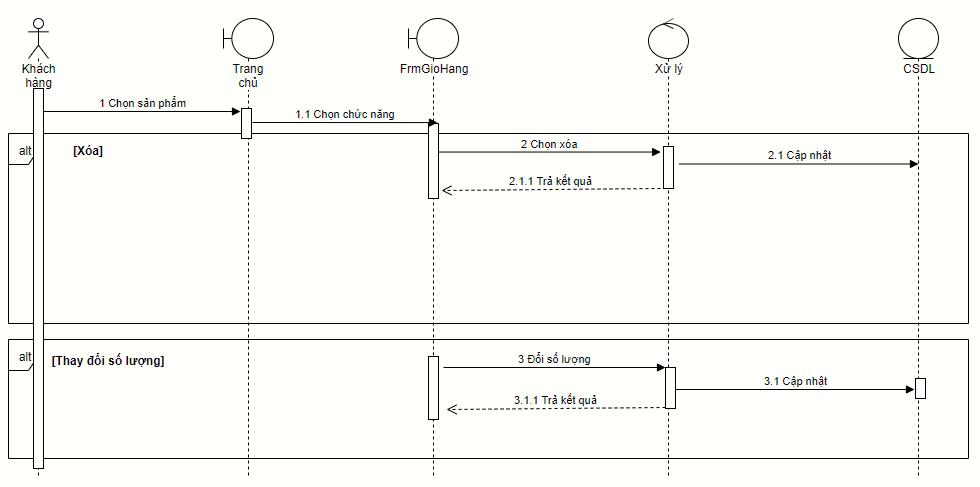 Khách
hàng
Trang
chủ
FrmGioHang
Xử lý
CSDL
1 Chọn sản phẩm
1.1 Chọn chức năng
alt
[Xóa]
2 Chọn xóa
2.1 Cập nhật
2.1.1 Trả kết quả
alt
[Thay đổi số lượng]
3 Đổi số lượng
3.1 Cập nhật
3.1.1 Trả kết quả